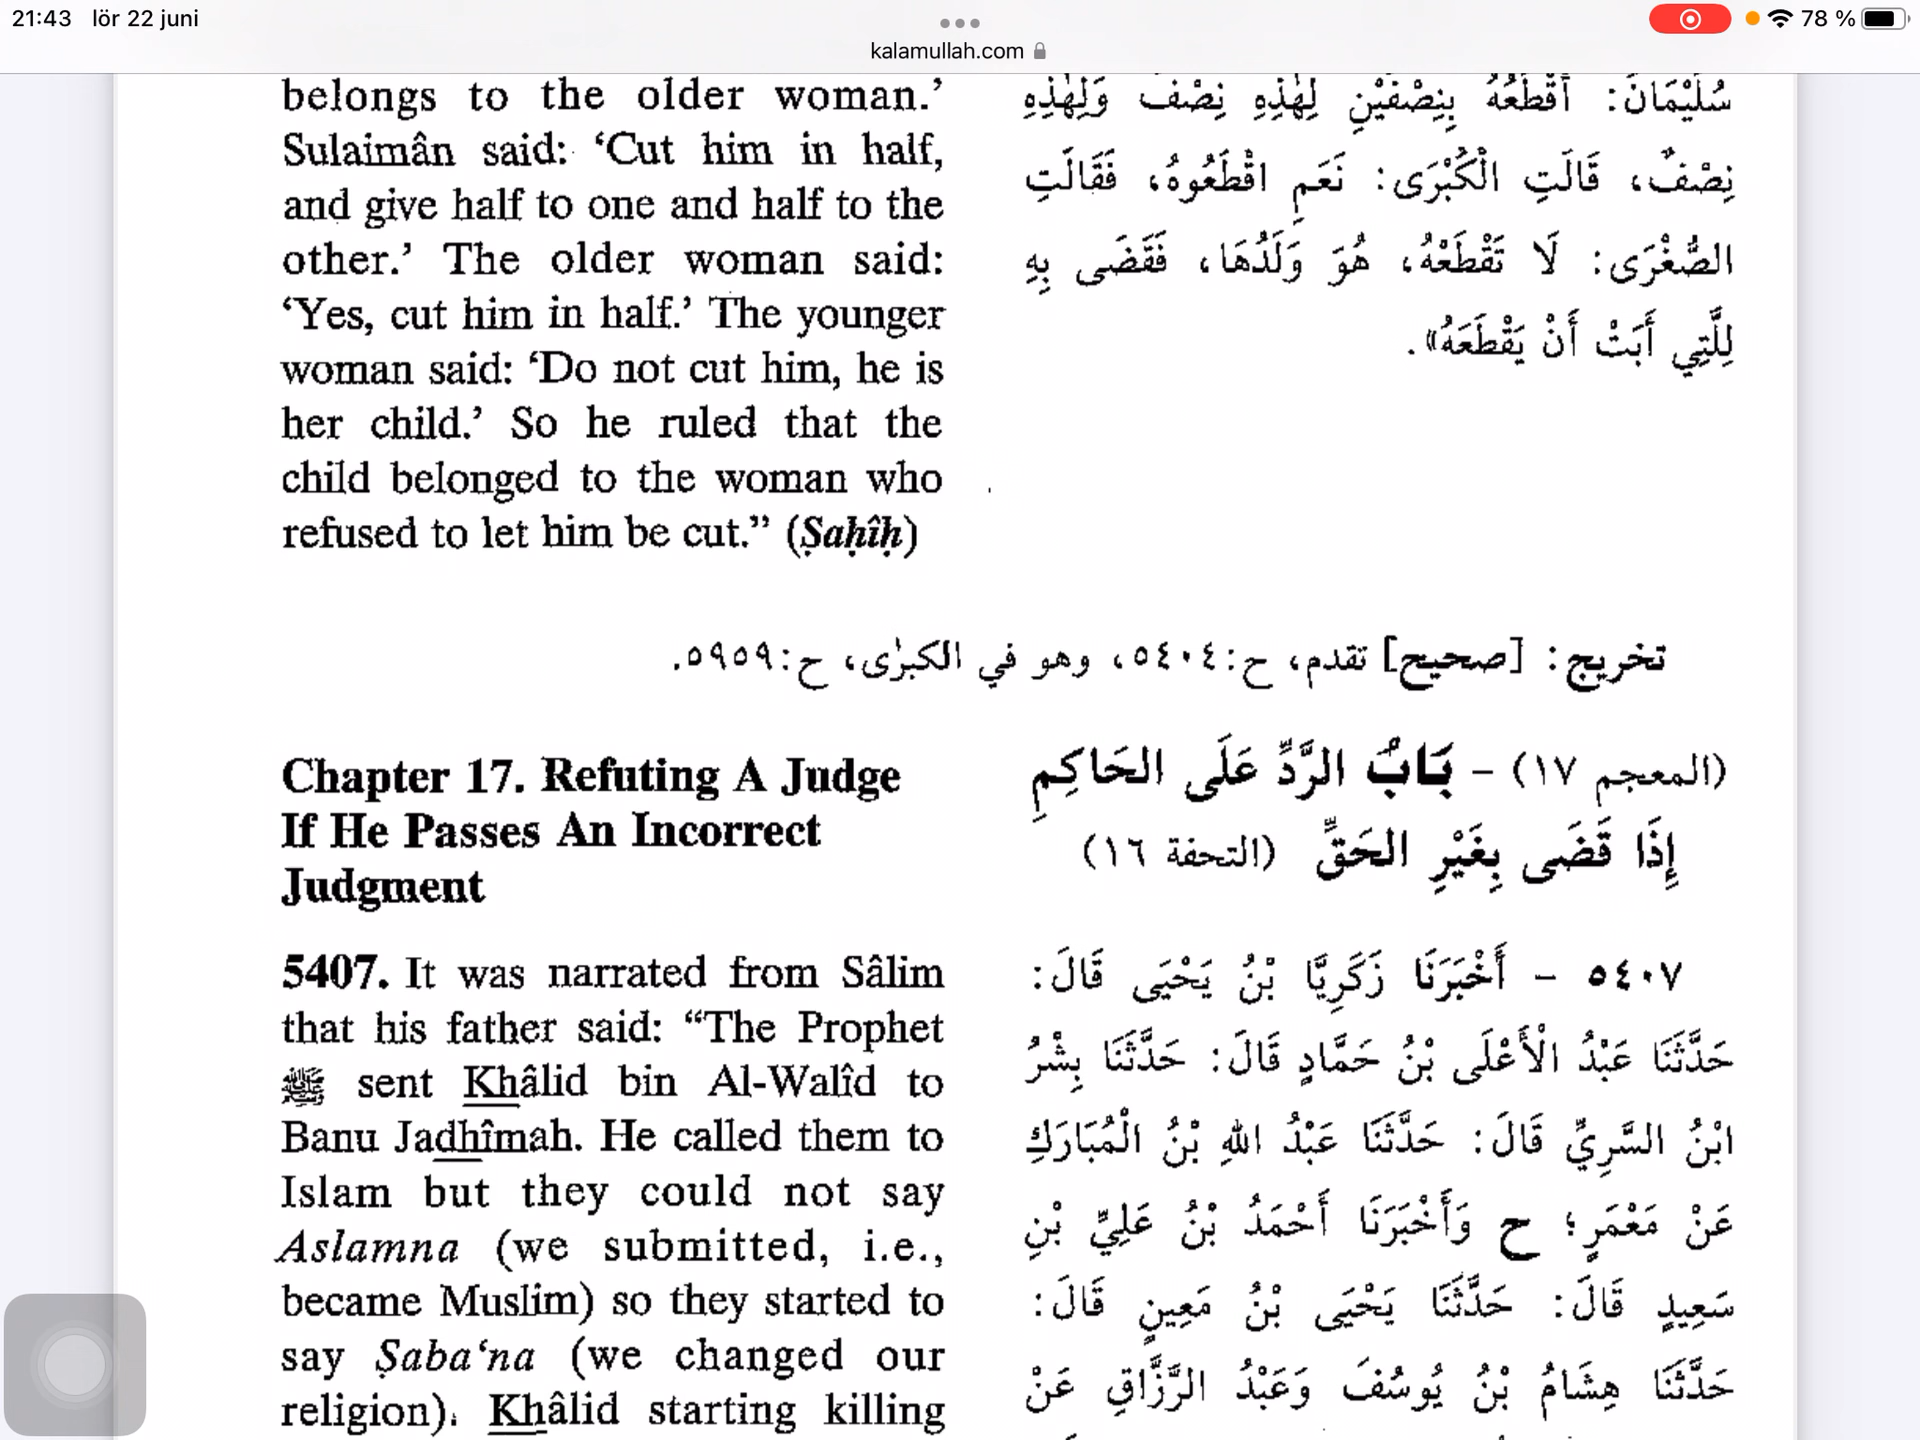 21:43 lör 22 juni
78 %
kalamullah.com
belongs to the older woman.’
Sulaimân said: ‘Cut him in half,
and give half to one and half to the
other.’ The older woman said:
‘Yes, cut him in half.’ The younger
woman said: ‘Do not cut him, he is
her child.’ So he ruled that the
child belonged to the woman who
refused to let him be cut.” (Ṣaḥîḥ)
سُلَيْمَانُ: أَقْطَعُهُ بِنِصْفَيْنِ لِهٰذِهِ نِصْفٌ وَلِهٰذِهِ
نِصْفٌ، قَالَتِ الْكُبْرَى: نَعَمِ اقْطَعُوهُ، فَقَالَتِ
الصُّغْرَى: لَا تَقْطَعْهُ، هُوَ وَلَدُهَا، فَقَضَى بِهِ
لِلَّتِي أَبَتْ أَنْ يَقْطَعَهُ».
تخريج: [صحيح] تقدم، ح:٥٤٠٤، وهو في الكبرٰى، ح:٥٩٥٩.
Chapter 17. Refuting A Judge
If He Passes An Incorrect
Judgment
(المعجم ١٧) – بَابُ الرَّدِّ عَلَى الحَاكِمِ
إِذَا قَضَى بِغَيْرِ الحَقِّ (التحفة ١٦)
5407. It was narrated from Sâlim
that his father said: “The Prophet
ﷺ sent Khâlid bin Al-Walîd to
Banu Jadhîmah. He called them to
Islam but they could not say
Aslamna (we submitted, i.e.,
became Muslim) so they started to
say Ṣaba‘na (we changed our
religion). Khâlid starting killing
٥٤٠٧ – أَخْبَرَنَا زَكَرِيَّا بْنُ يَحْيَى قَالَ:
حَدَّثَنَا عَبْدُ الْأَعْلَى بْنُ حَمَّادٍ قَالَ: حَدَّثَنَا بِشْرُ
ابْنُ السَّرِيِّ قَالَ: حَدَّثَنَا عَبْدُ اللهِ بْنُ الْمُبَارَكِ
عَنْ مَعْمَرٍ؛ ح وَأَخْبَرَنَا أَحْمَدُ بْنُ عَلِيِّ بْنِ
سَعِيدٍ قَالَ: حَدَّثَنَا يَحْيَى بْنُ مَعِينٍ قَالَ:
حَدَّثَنَا هِشَامُ بْنُ يُوسُفَ وَعَبْدُ الرَّزَّاقِ عَنْ